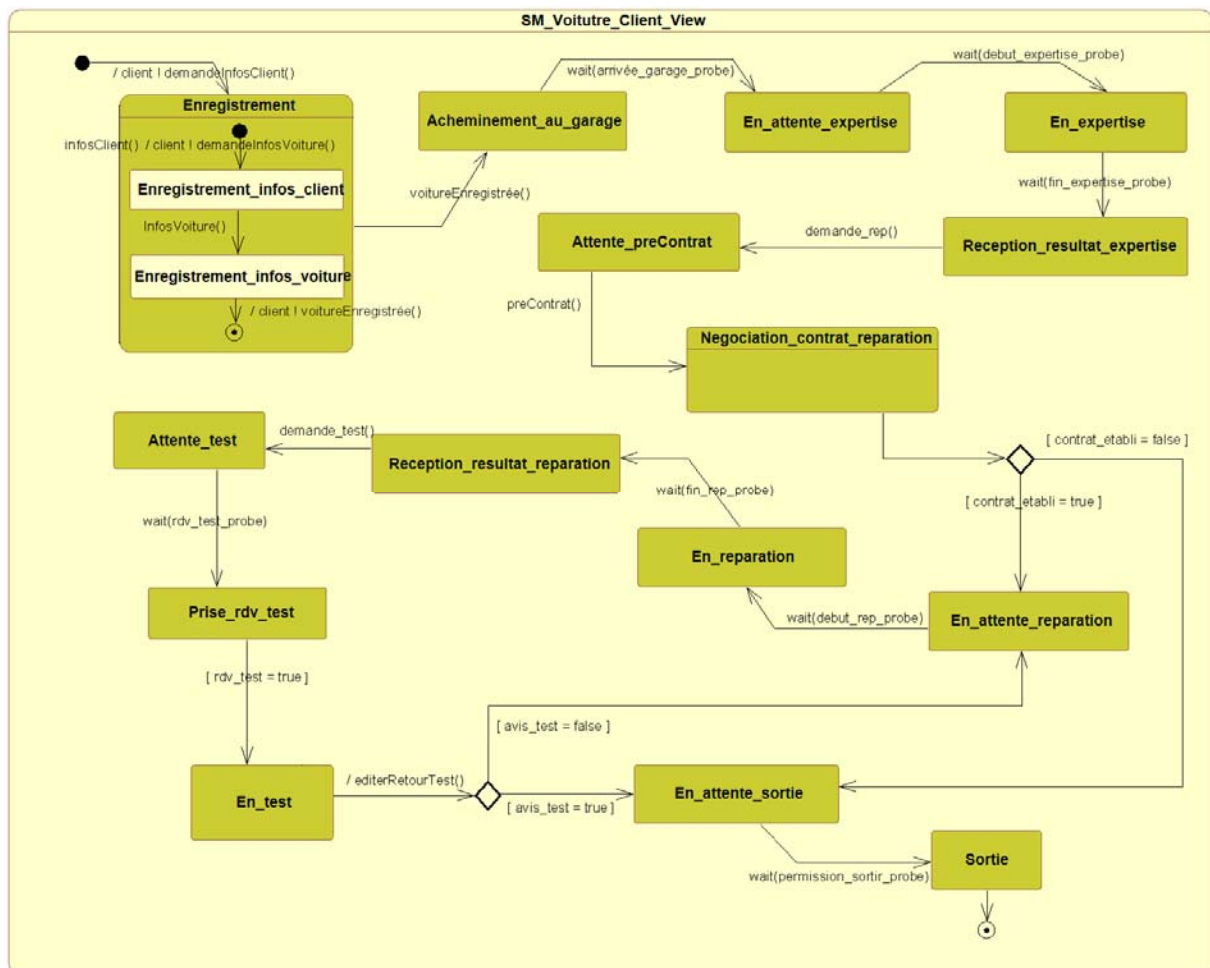 SM_Voitutre_Client_View
/ client ! demandeInfosClient()
Enregistrement
infosClient() / client ! demandeInfosVoiture()
Enregistrement_infos_client
InfosVoiture()
Enregistrement_infos_voiture
/ client ! voitureEnregistrée()
voitureEnregistrée()
Acheminement_au_garage
wait(arrivée_garage_probe)
En_attente_expertise
wait(debut_expertise_probe)
En_expertise
wait(fin_expertise_probe)
Reception_resultat_expertise
demande_rep()
Attente_preContrat
preContrat()
Negociation_contrat_reparation
[ contrat_etabli = false ]
[ contrat_etabli = true ]
En_attente_reparation
wait(debut_rep_probe)
En_reparation
wait(fin_rep_probe)
Reception_resultat_reparation
demande_test()
Attente_test
wait(rdv_test_probe)
Prise_rdv_test
[ rdv_test = true ]
En_test
/ editerRetourTest()
[ avis_test = false ]
[ avis_test = true ]
En_attente_sortie
wait(permission_sortir_probe)
Sortie